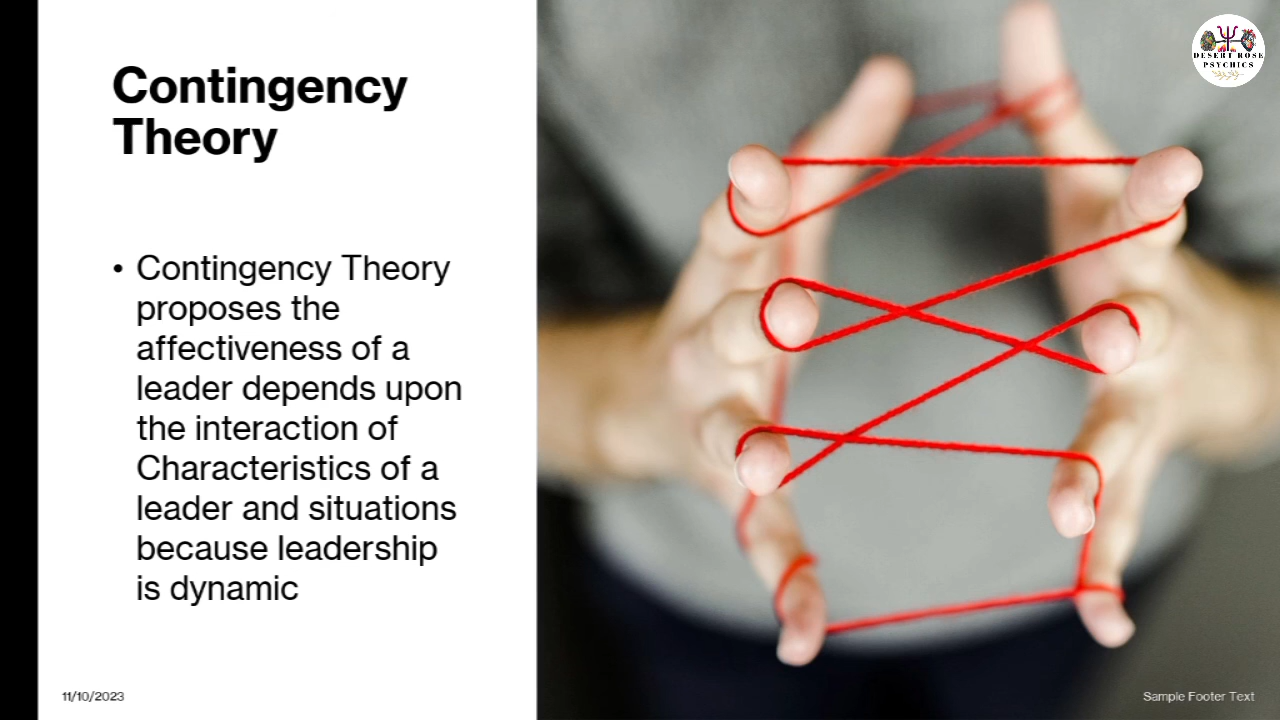 Contingency
Theory
• Contingency Theory
proposes the
affectiveness of a
leader depends upon
the interaction of
Characteristics of a
leader and situations
because leadership
is dynamic
11/10/2023
Sample Footer Text
DESERT ROSE
PSYCHICS